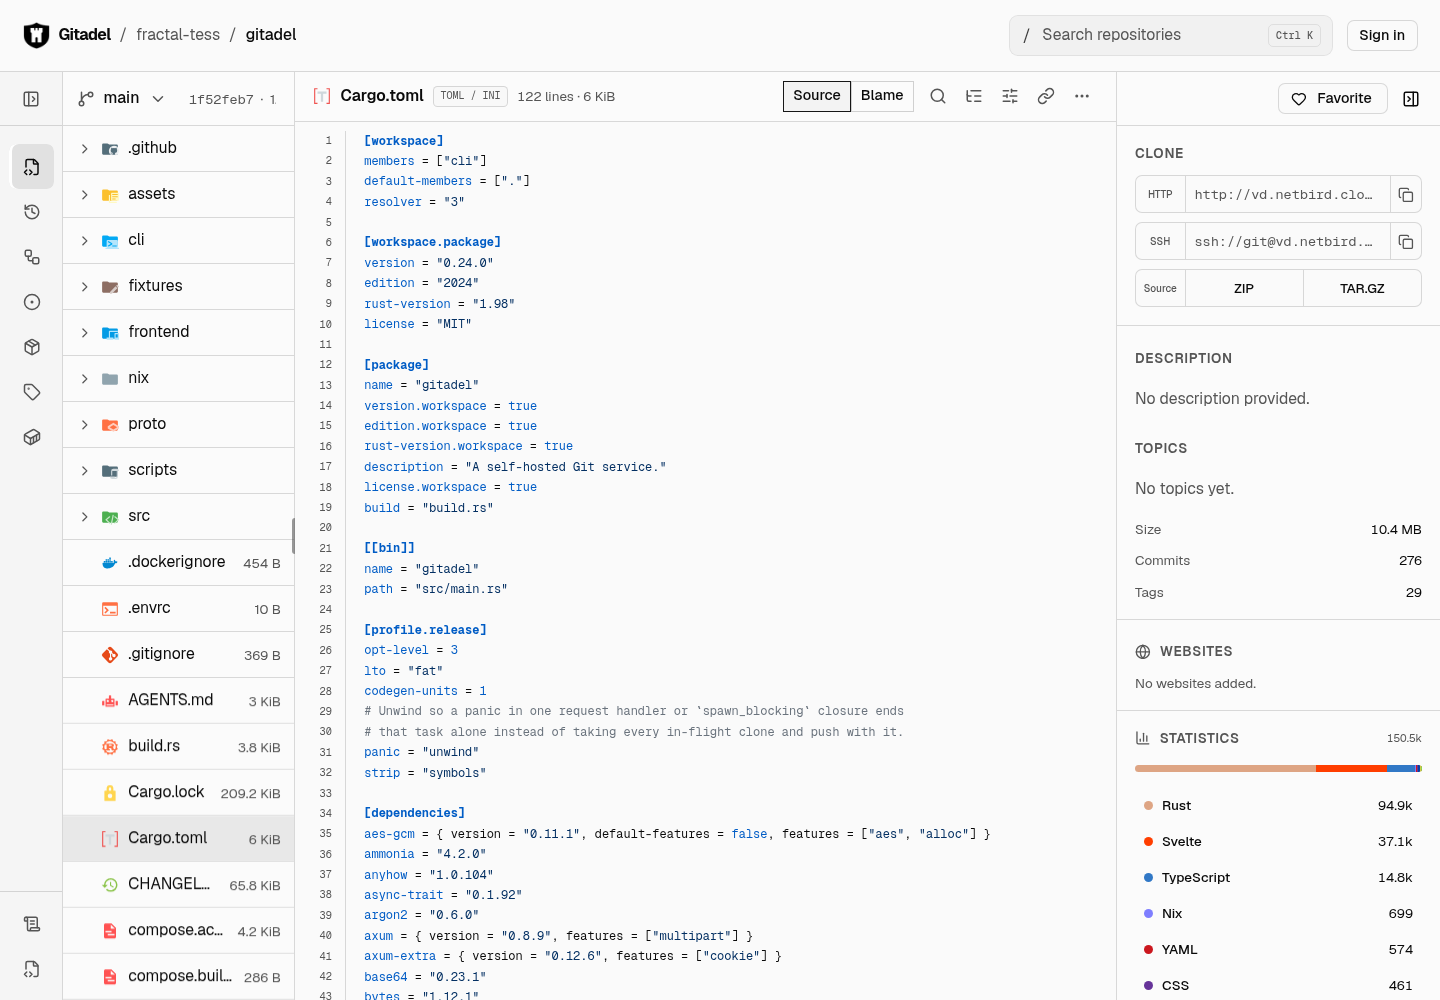 Gitadel / fractal-tess / gitadel
/ Search repositories Ctrl K
Sign in
main 1f52feb7 · 1
.github
assets
cli
fixtures
frontend
nix
proto
scripts
src
.dockerignore 454 B
.envrc 10 B
.gitignore 369 B
AGENTS.md 3 KiB
build.rs 3.8 KiB
Cargo.lock 209.2 KiB
Cargo.toml 6 KiB
CHANGEL... 65.8 KiB
compose.ac... 4.2 KiB
compose.buil... 286 B
Cargo.toml TOML / INI 122 lines · 6 KiB
Source Blame
1 [workspace]
2 members = ["cli"]
3 default-members = ["."]
4 resolver = "3"
5
6 [workspace.package]
7 version = "0.24.0"
8 edition = "2024"
9 rust-version = "1.98"
10 license = "MIT"
11
12 [package]
13 name = "gitadel"
14 version.workspace = true
15 edition.workspace = true
16 rust-version.workspace = true
17 description = "A self-hosted Git service."
18 license.workspace = true
19 build = "build.rs"
20
21 [[bin]]
22 name = "gitadel"
23 path = "src/main.rs"
24
25 [profile.release]
26 opt-level = 3
27 lto = "fat"
28 codegen-units = 1
29 # Unwind so a panic in one request handler or `spawn_blocking` closure ends
30 # that task alone instead of taking every in-flight clone and push with it.
31 panic = "unwind"
32 strip = "symbols"
33
34 [dependencies]
35 aes-gcm = { version = "0.11.1", default-features = false, features = ["aes", "alloc"] }
36 ammonia = "4.2.0"
37 anyhow = "1.0.104"
38 async-trait = "0.1.92"
39 argon2 = "0.6.0"
40 axum = { version = "0.8.9", features = ["multipart"] }
41 axum-extra = { version = "0.12.6", features = ["cookie"] }
42 base64 = "0.23.1"
43 bytes = "1.12.1"
Favorite
CLONE
HTTP http://vd.netbird.clo…
SSH ssh://git@vd.netbird.…
Source ZIP TAR.GZ
DESCRIPTION
No description provided.
TOPICS
No topics yet.
Size 10.4 MB
Commits 276
Tags 29
WEBSITES
No websites added.
STATISTICS 150.5k
Rust 94.9k
Svelte 37.1k
TypeScript 14.8k
Nix 699
YAML 574
CSS 461